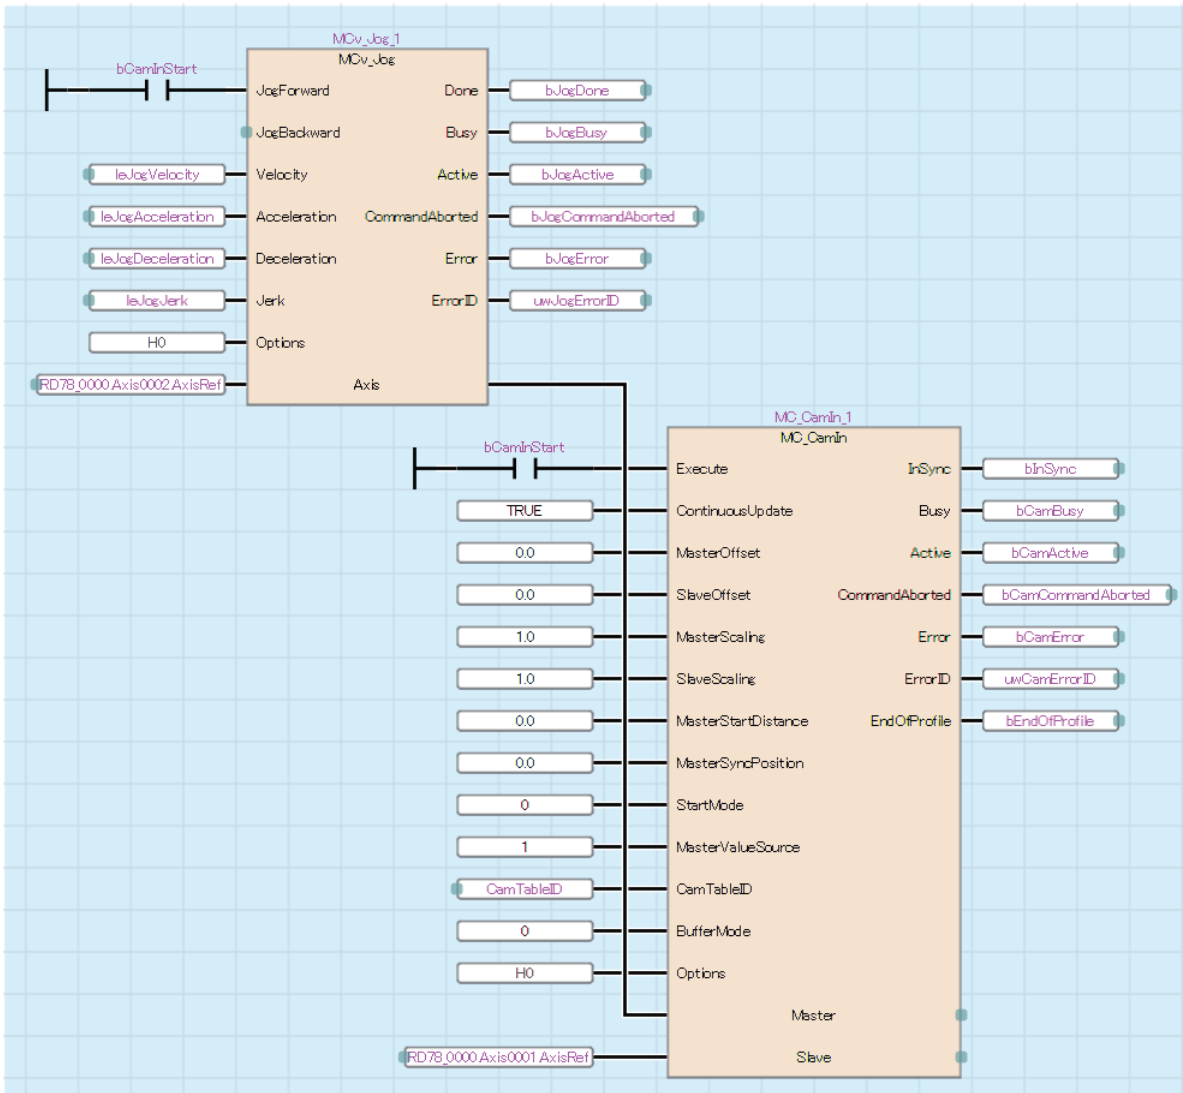 MCv_Jog_1
MCv_Jog
bCamInStart
JogForward Done bJogDone
JogBackward Busy bJogBusy
leJogVelocity Velocity Active bJogActive
leJogAcceleration Acceleration CommandAborted bJogCommandAborted
leJogDeceleration Deceleration Error bJogError
leJogJerk Jerk ErrorID uwJogErrorID
H0 Options
RD78_0000.Axis0002.AxisRef Axis
MC_CamIn_1
MC_CamIn
bCamInStart
Execute InSync bInSync
TRUE ContinuousUpdate Busy bCamBusy
0.0 MasterOffset Active bCamActive
0.0 SlaveOffset CommandAborted bCamCommandAborted
1.0 MasterScaling Error bCamError
1.0 SlaveScaling ErrorID uwCamErrorID
0.0 MasterStartDistance EndOfProfile bEndOfProfile
0.0 MasterSyncPosition
0 StartMode
1 MasterValueSource
CamTableID CamTableID
0 BufferMode
H0 Options
Master
RD78_0000.Axis0001.AxisRef Slave